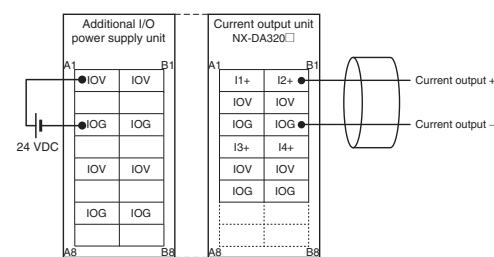 Additional I/O
power supply unit
Current output unit
NX-DA320□
A1 B1 A1 B1
IOV IOV I1+ I2+ Current output +
IOV IOV
IOG IOG IOG IOG Current output −
I3+ I4+
24 VDC
IOV IOV IOV IOV
IOG IOG
IOG IOG
A8 B8 A8 B8